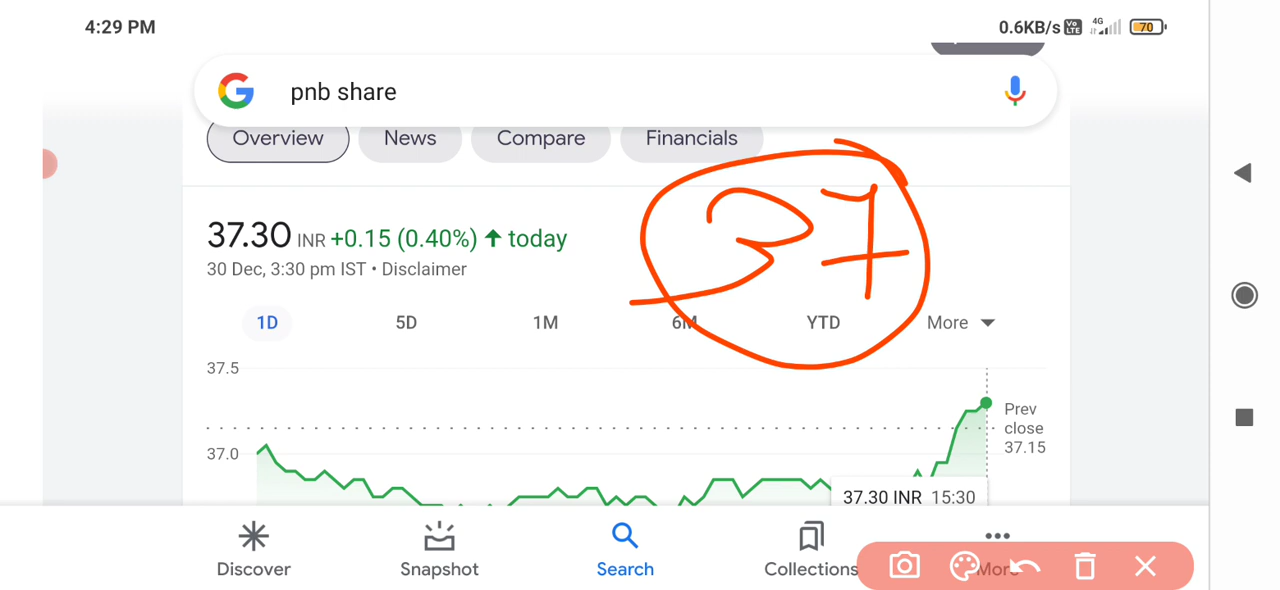 4:29 PM 0.6KB/s Vo LTE 4G 70
pnb share
Overview News Compare Financials
37
37.30 INR +0.15 (0.40%) ↑ today
30 Dec, 3:30 pm IST • Disclaimer
1D 5D 1M 6M YTD More
37.5
Prev
close
37.15
37.0
37.30 INR 15:30
Discover Snapshot Search Collections More